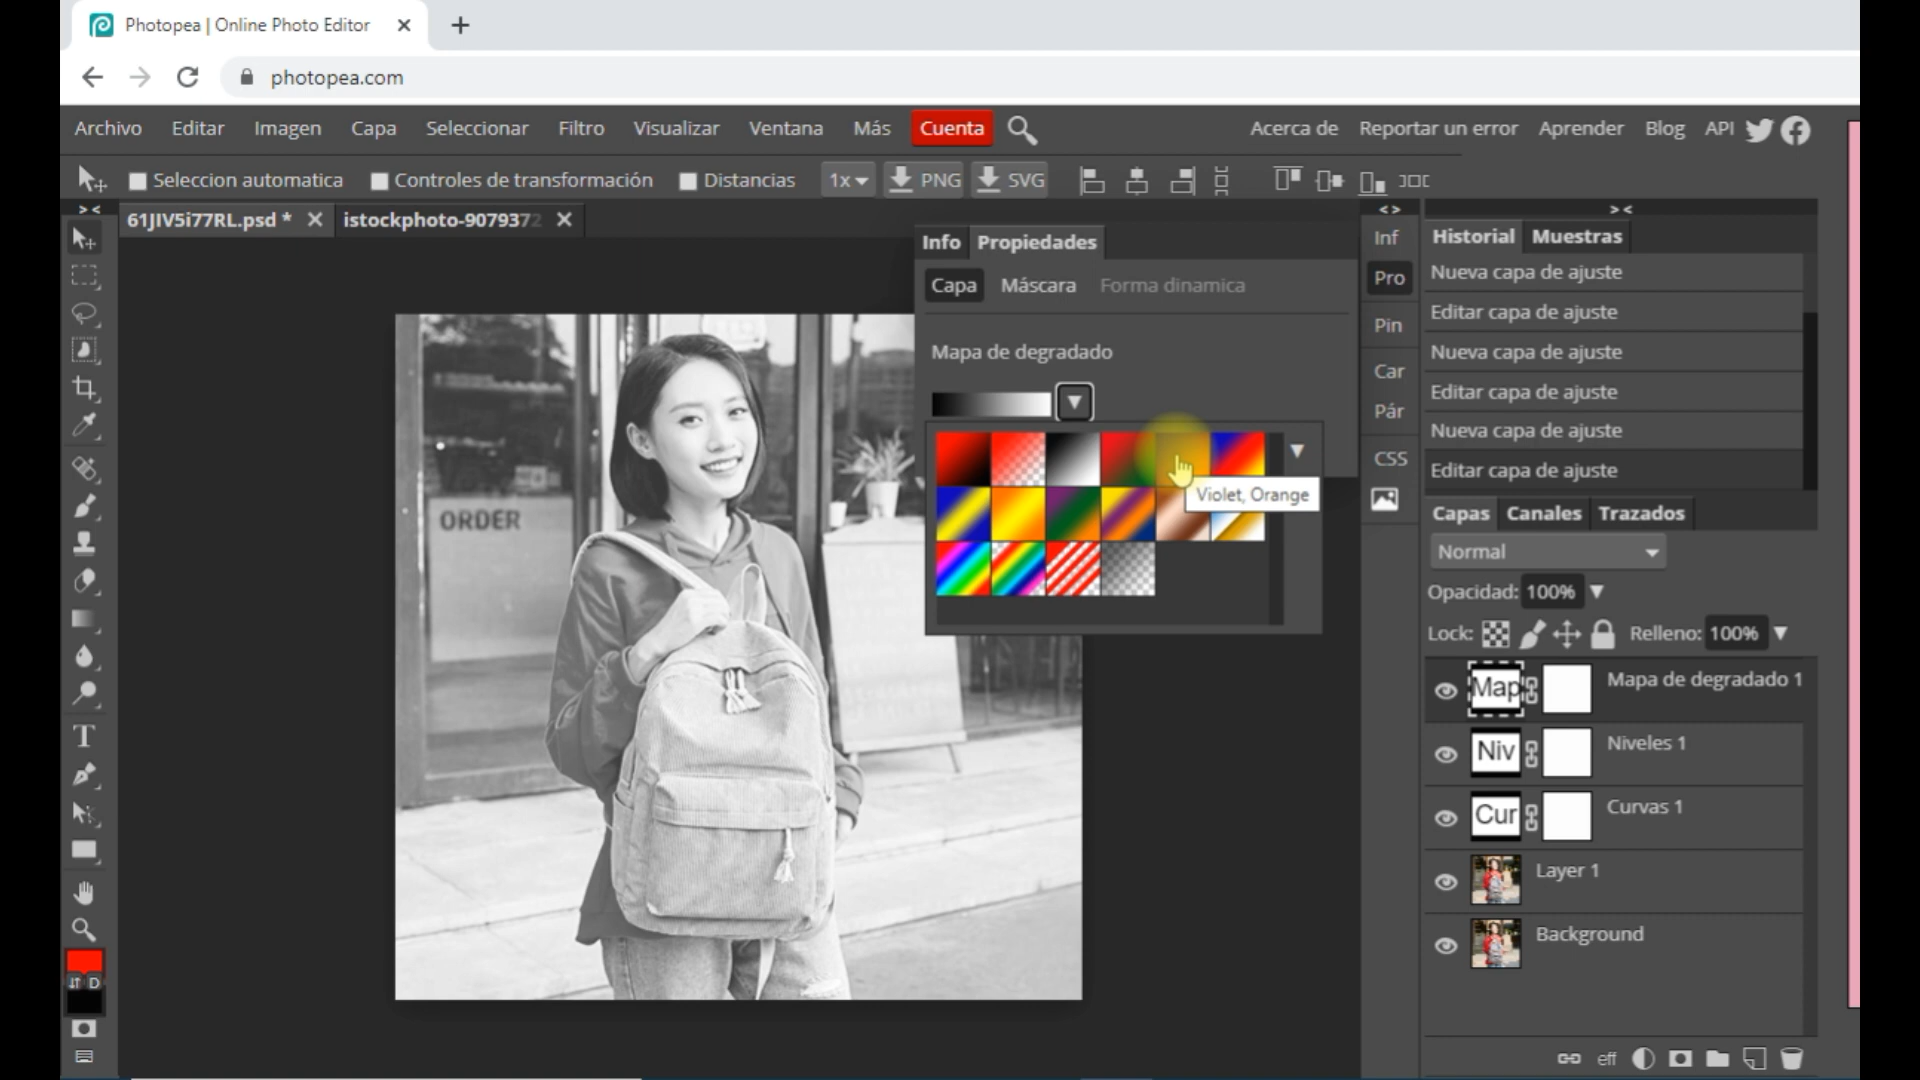 Photopea | Online Photo Editor
photopea.com
Archivo Editar Imagen Capa Seleccionar Filtro Visualizar Ventana Más Cuenta Acerca de Reportar un error Aprender Blog API
Seleccion automatica Controles de transformación Distancias 1x PNG SVG
61JIV5i77RL.psd * istockphoto-9079372
Info Propiedades
Capa Máscara Forma dinamica
Mapa de degradado
Violet, Orange
ORDER
Inf
Pro
Pin
Car
Pár
CSS
Historial Muestras
Nueva capa de ajuste
Editar capa de ajuste
Nueva capa de ajuste
Editar capa de ajuste
Nueva capa de ajuste
Editar capa de ajuste
Capas Canales Trazados
Normal
Opacidad: 100%
Lock: Relleno: 100%
Map Mapa de degradado 1
Niv Niveles 1
Cur Curvas 1
Layer 1
Background
D
eff